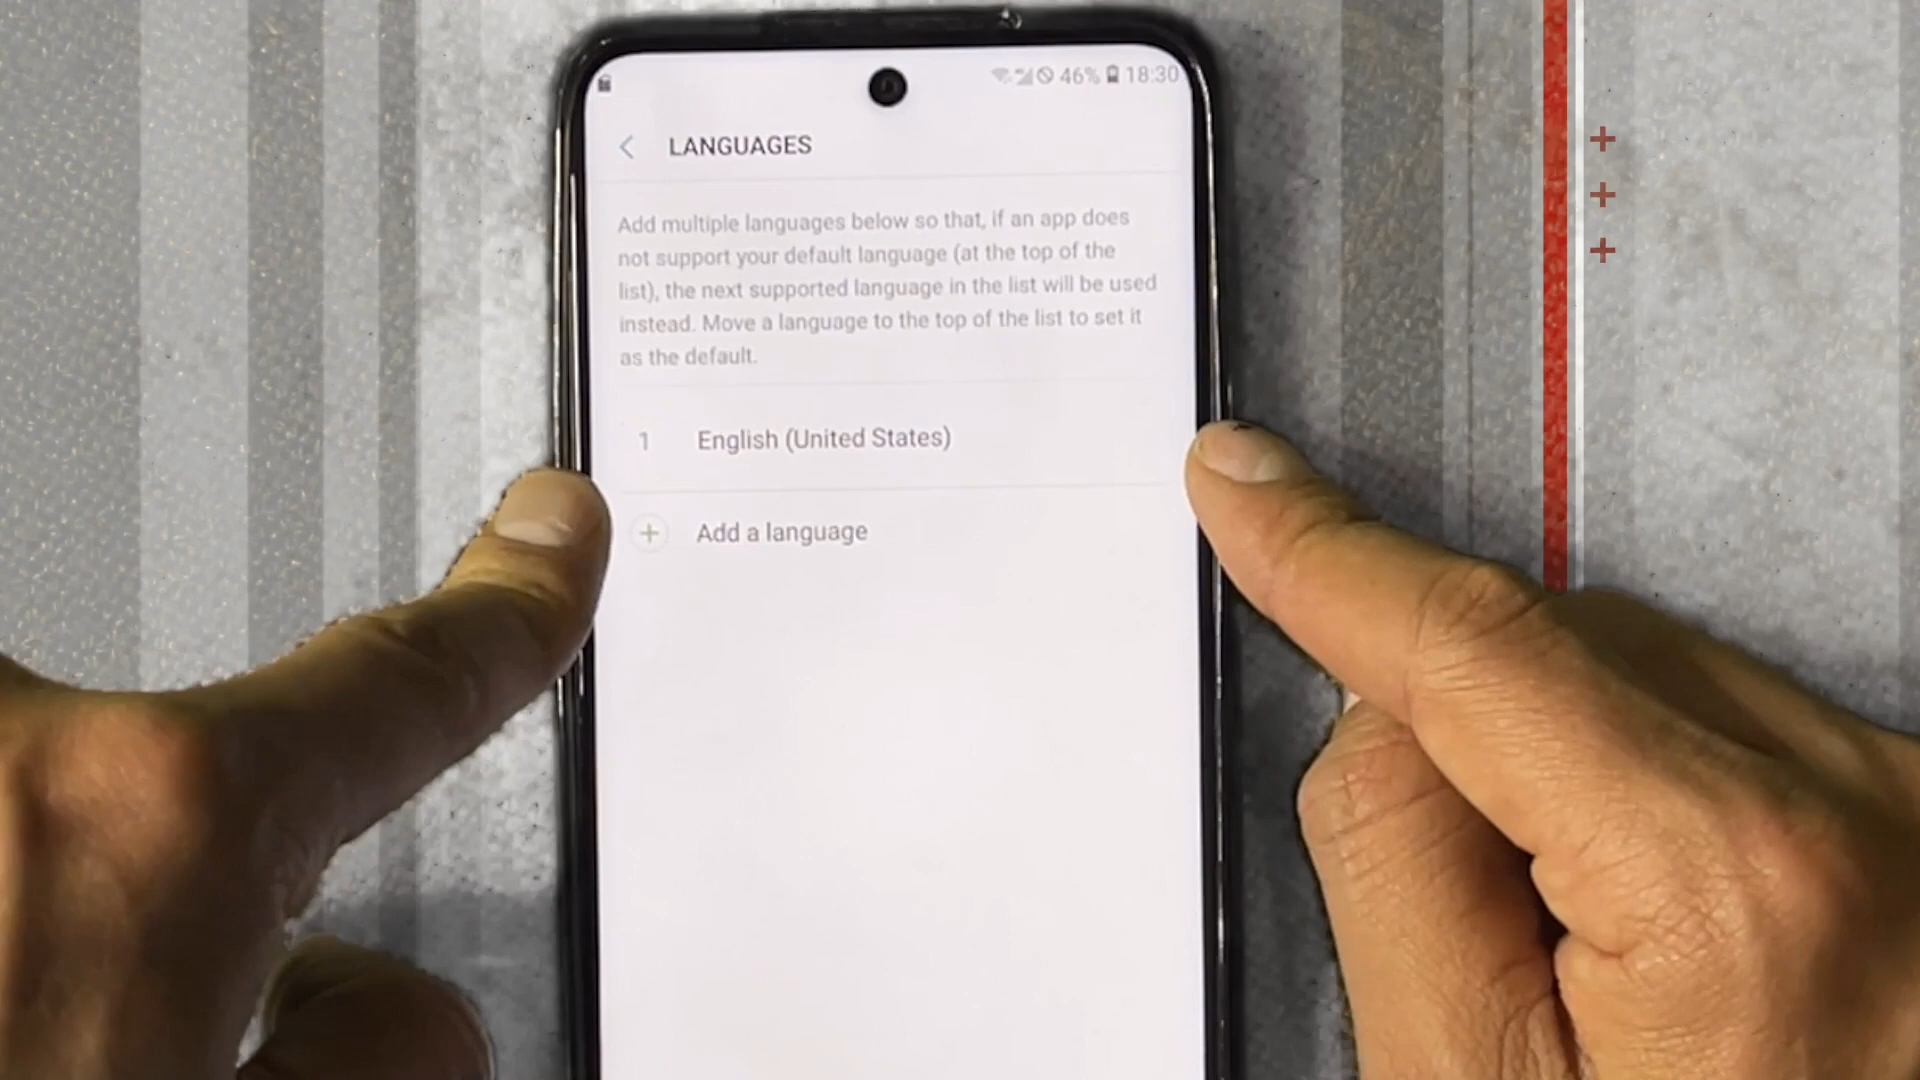 46% 18:30
LANGUAGES
Add multiple languages below so that, if an app does
not support your default language (at the top of the
list), the next supported language in the list will be used
instead. Move a language to the top of the list to set it
as the default.
1 English (United States)
Add a language